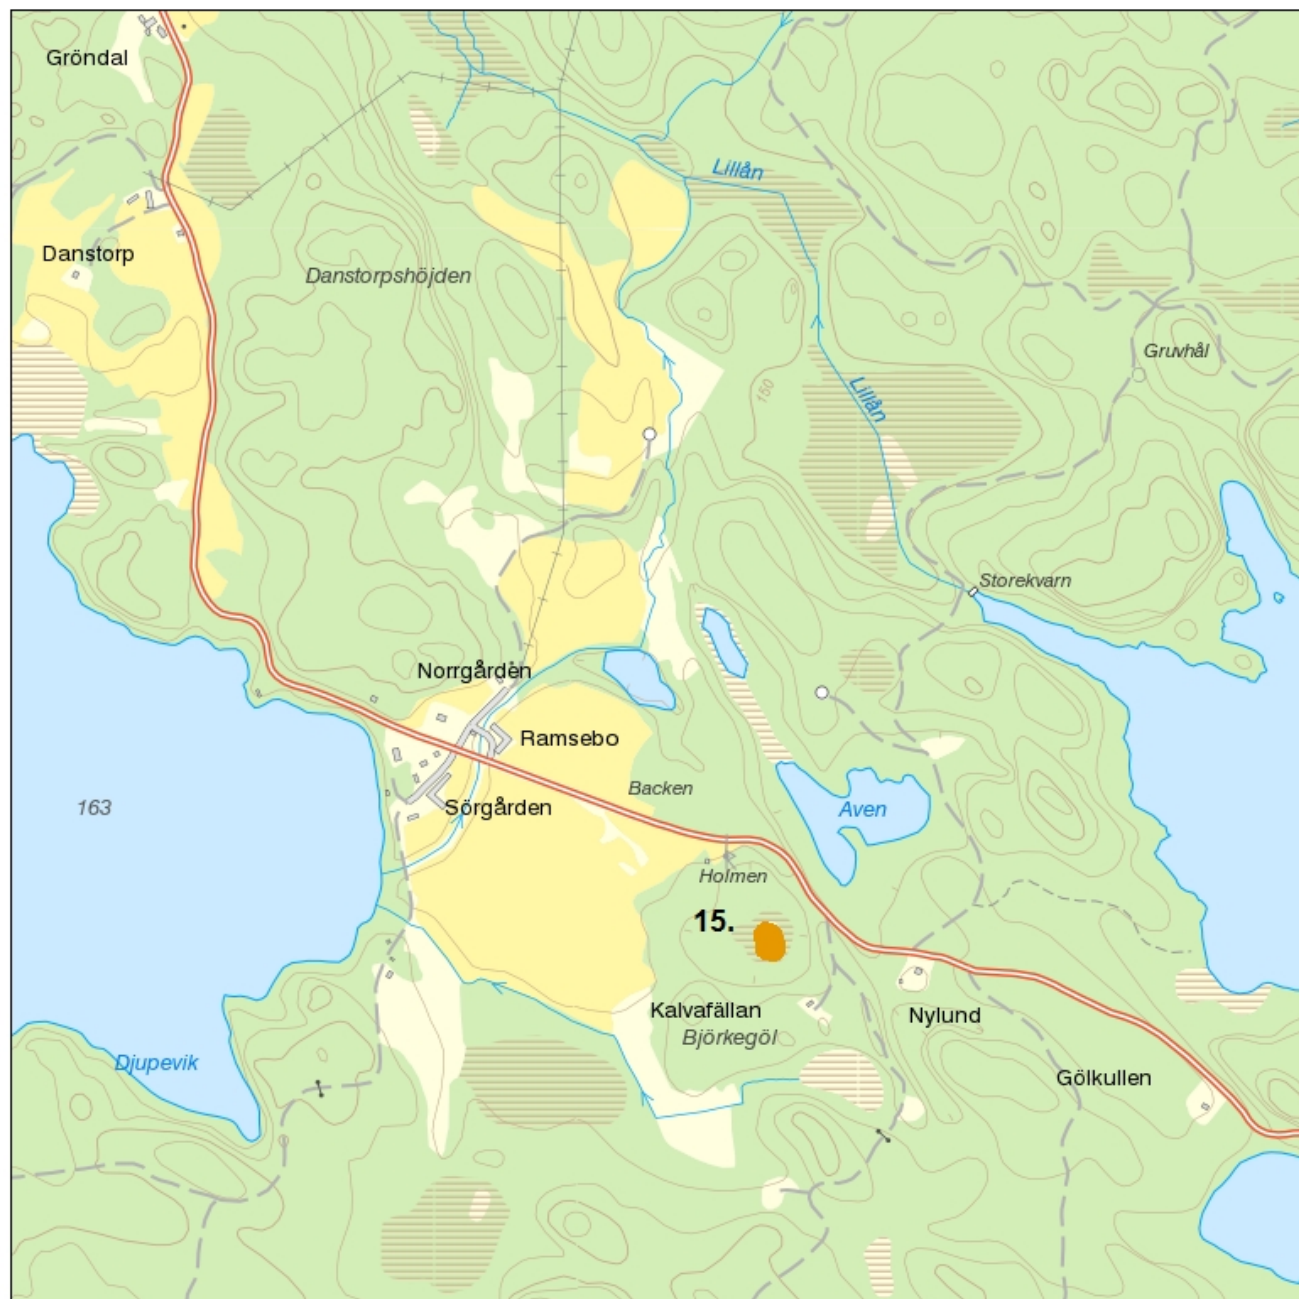 Gröndal
Lillån
Danstorp
Danstorpshöjden
Gruvhål
150
Lillån
Storekvarn
Norrgården
Ramsebo
Backen
163
Sörgården
Aven
Holmen
15.
Kalvafällan
Nylund
Björkegöl
Djupevik
Gölkullen